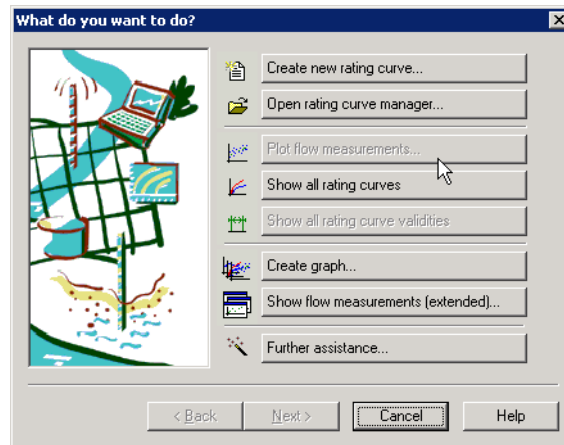 What do you want to do?
Create new rating curve...
Open rating curve manager...
Plot flow measurements...
Show all rating curves
Show all rating curve validities
Create graph...
Show flow measurements (extended)...
Further assistance...
< Back
Next >
Cancel
Help